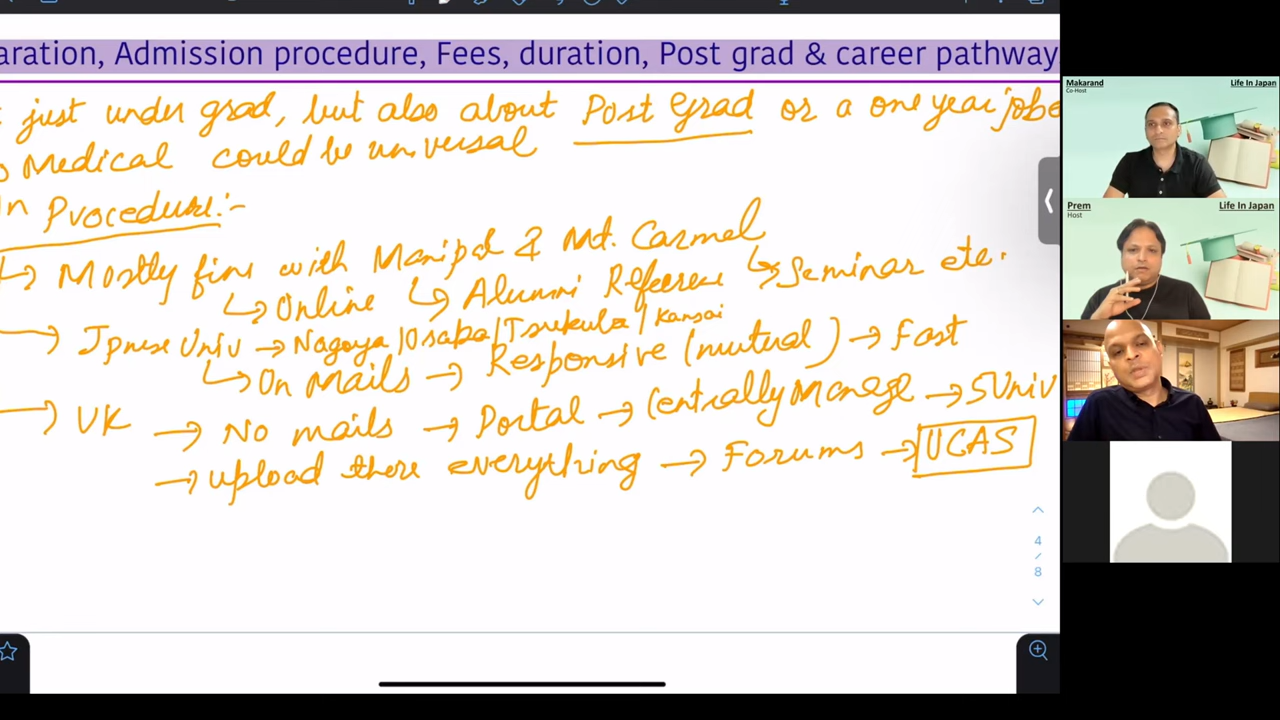 aration, Admission procedure, Fees, duration, Post grad & career pathway
just under grad, but also about Post Grad or a one year jobe
Medical could be universal
n Procedure:-
↳ Mostly fine with Manipal & Mt. Carmel
↳ Online ↳ Alumni Referese ↳ Seminar etc.
→ Jpnese Univ → Nagoya/Osaka/Tsukuba/Kansai
↳ On Mails → Responsive (mutual) → Fast
→ UK → No mails → Portal → Centrally Manage → 5 Univ
→ upload there everything → Forums → UCAS
4
/
8
Makarand
Co-Host
Life In Japan
Prem
Host
Life In Japan